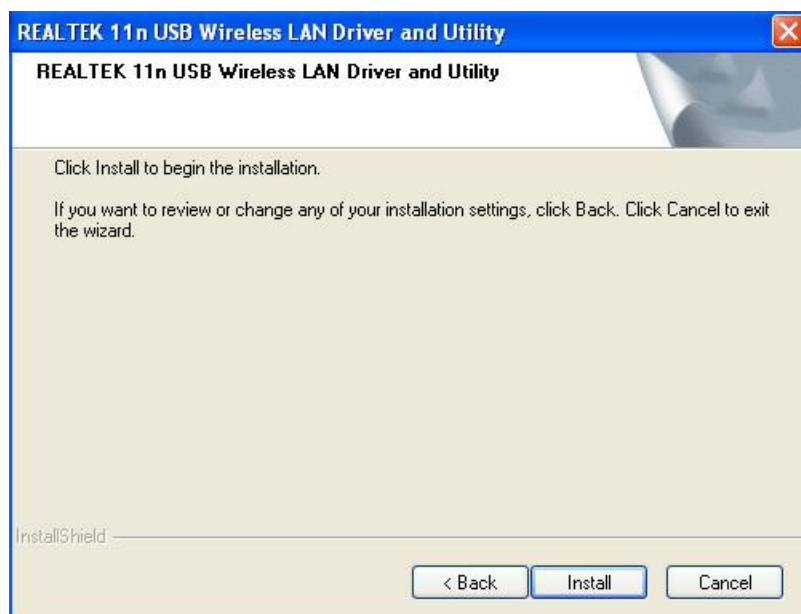 REALTEK 11n USB Wireless LAN Driver and Utility
REALTEK 11n USB Wireless LAN Driver and Utility
Click Install to begin the installation.
If you want to review or change any of your installation settings, click Back. Click Cancel to exit
the wizard.
InstallShield
< Back
Install
Cancel